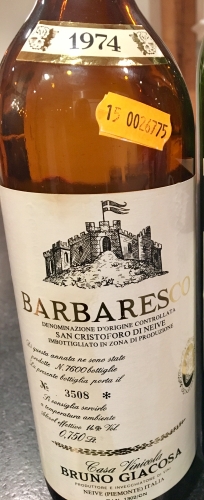 1974
15 0026775
BARBARESCO
DENOMINAZIONE D'ORIGINE CONTROLLATA
SAN CRISTOFORO DI NEIVE
IMBOTTIGLIATO IN ZONA DI PRODUZIONE
Di questa annata ne sono state
prodotte N. 7600 bottiglie
La presente bottiglia porta il
N. 3508 *
Si consiglia servirlo
a temperatura ambiente
effettivo 14% Vol
0,750 Lt.
Casa Vinicola
BRUNO GIACOSA
PRODUTTORE E
NEIVE (PIEMONTE) ITALIA